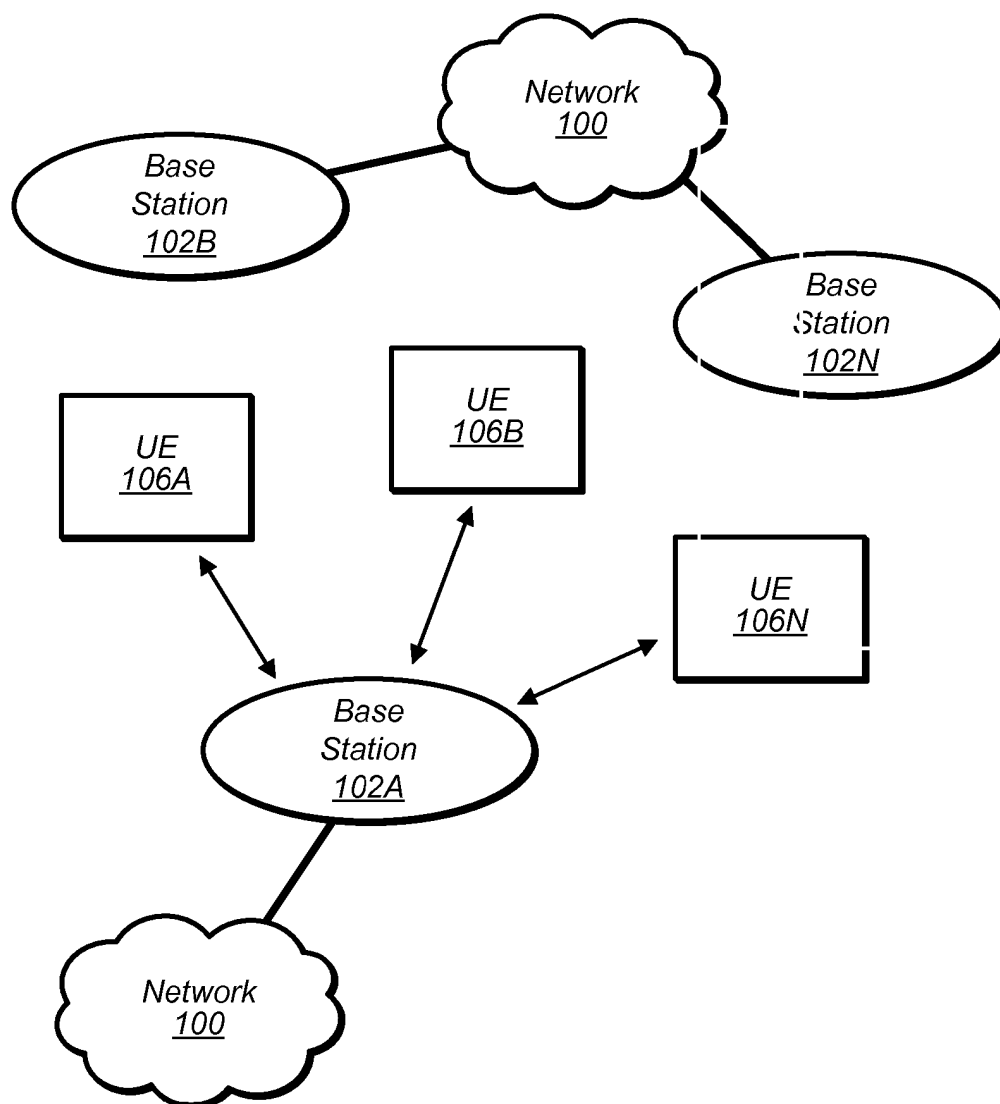 Network
100
Base
Station
102B
Base
Station
102N
UE
106B
UE
106A
UE
106N
Base
Station
102A
Network
100